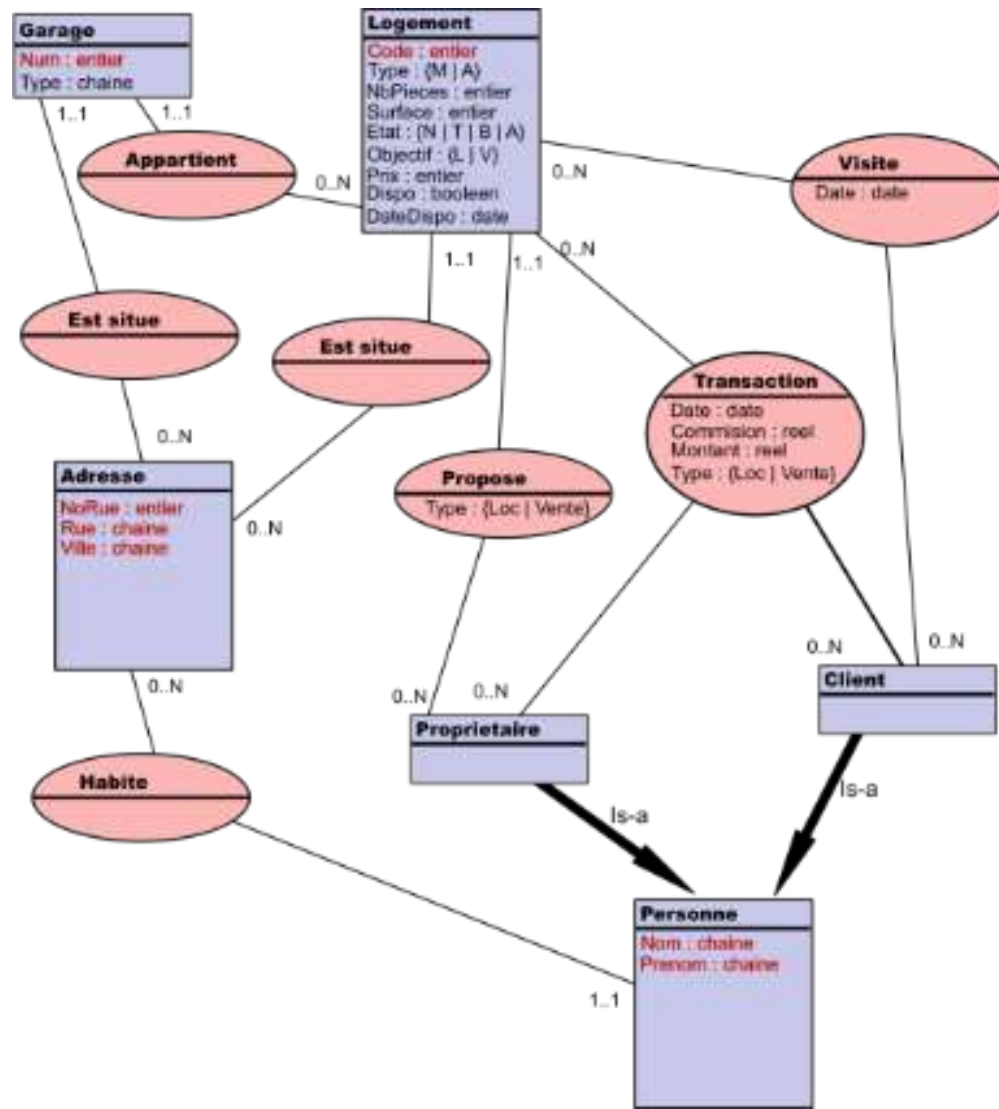 Garage
Num : entier
Type : chaine
1..1
1..1
Logement
Code : entier
Type : {M | A}
NbPieces : entier
Surface : entier
Etat : {N | T | B | A}
Objectif : {L | V}
Prix : entier
Dispo : booleen
DateDispo : date
Appartient
0..N
0..N
Visite
Date : date
1..1
1..1
0..N
Est situe
Est situe
Transaction
Date : date
Commision : reel
Montant : reel
Type : {Loc | Vente}
0..N
Adresse
NoRue : entier
Rue : chaine
Ville : chaine
0..N
Propose
Type : {Loc | Vente}
0..N
0..N
0..N
0..N
0..N
Client
Proprietaire
Habite
Is-a
Is-a
Personne
Nom : chaine
Prenom : chaine
1..1